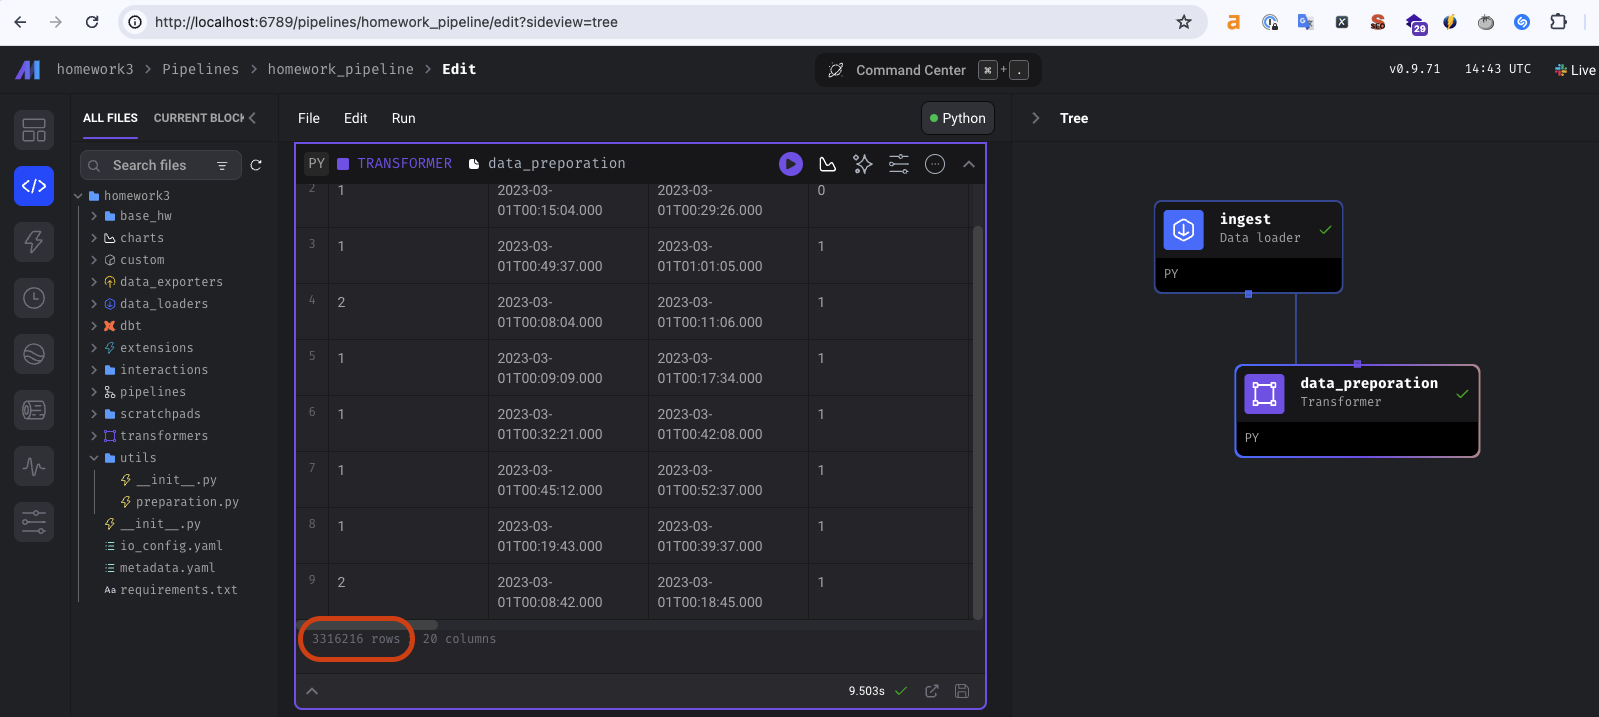 http://localhost:6789/pipelines/homework_pipeline/edit?sideview=tree
29
homework3 > Pipelines > homework_pipeline > Edit
Command Center ⌘ + .
v0.9.71 14:43 UTC Live
ALL FILES CURRENT BLOCK
Search files
homework3
base_hw
charts
custom
data_exporters
data_loaders
dbt
extensions
interactions
pipelines
scratchpads
transformers
utils
__init__.py
preparation.py
__init__.py
io_config.yaml
metadata.yaml
Aa requirements.txt
File Edit Run
Python
PY TRANSFORMER data_preporation
2 1 2023-03- 2023-03- 0
01T00:15:04.000 01T00:29:26.000
3 1 2023-03- 2023-03- 1
01T00:49:37.000 01T01:01:05.000
4 2 2023-03- 2023-03- 1
01T00:08:04.000 01T00:11:06.000
5 1 2023-03- 2023-03- 1
01T00:09:09.000 01T00:17:34.000
6 1 2023-03- 2023-03- 1
01T00:32:21.000 01T00:42:08.000
7 1 2023-03- 2023-03- 1
01T00:45:12.000 01T00:52:37.000
8 1 2023-03- 2023-03- 1
01T00:19:43.000 01T00:39:37.000
9 2 2023-03- 2023-03- 1
01T00:08:42.000 01T00:18:45.000
3316216 rows 20 columns
9.503s
Tree
ingest
Data loader
PY
data_preporation
Transformer
PY